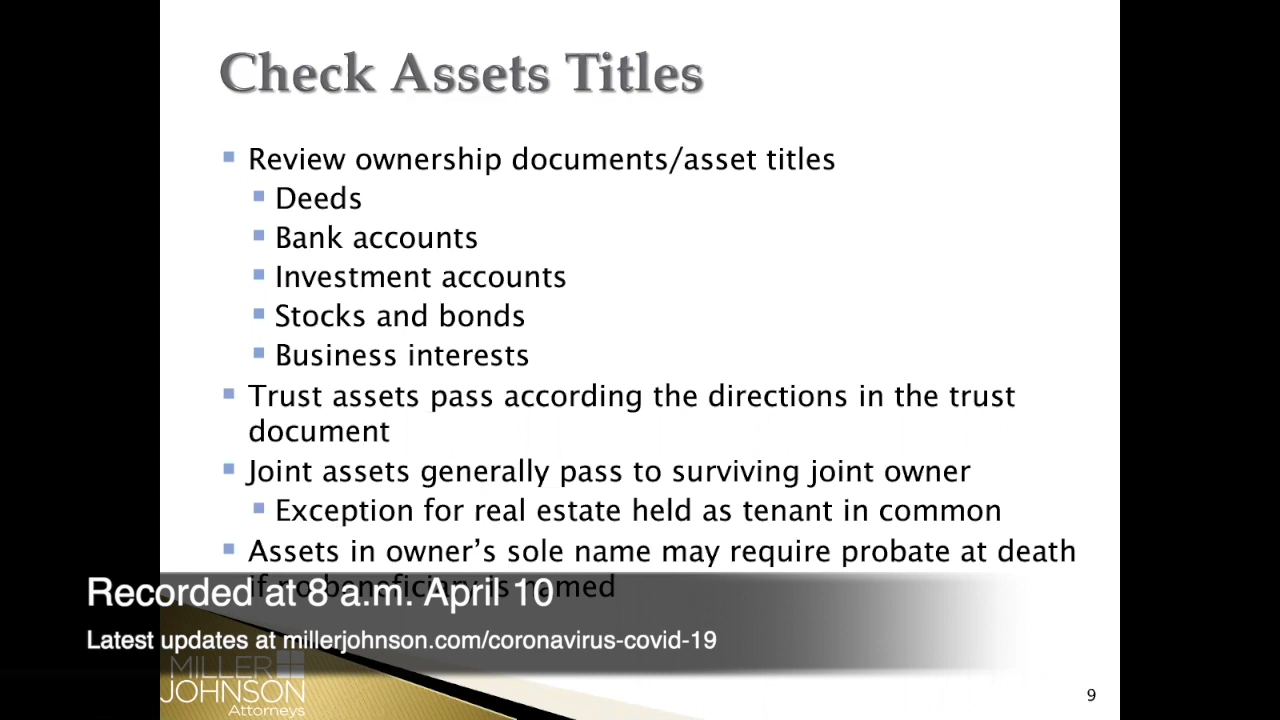 Check Assets Titles
Review ownership documents/asset titles
Deeds
Bank accounts
Investment accounts
Stocks and bonds
Business interests
Trust assets pass according the directions in the trust
document
Joint assets generally pass to surviving joint owner
Exception for real estate held as tenant in common
Assets in owner’s sole name may require probate at death
if no beneficiary is named
Recorded at 8 a.m. April 10
Latest updates at millerjohnson.com/coronavirus-covid-19
MILLER
JOHNSON
Attorneys
9